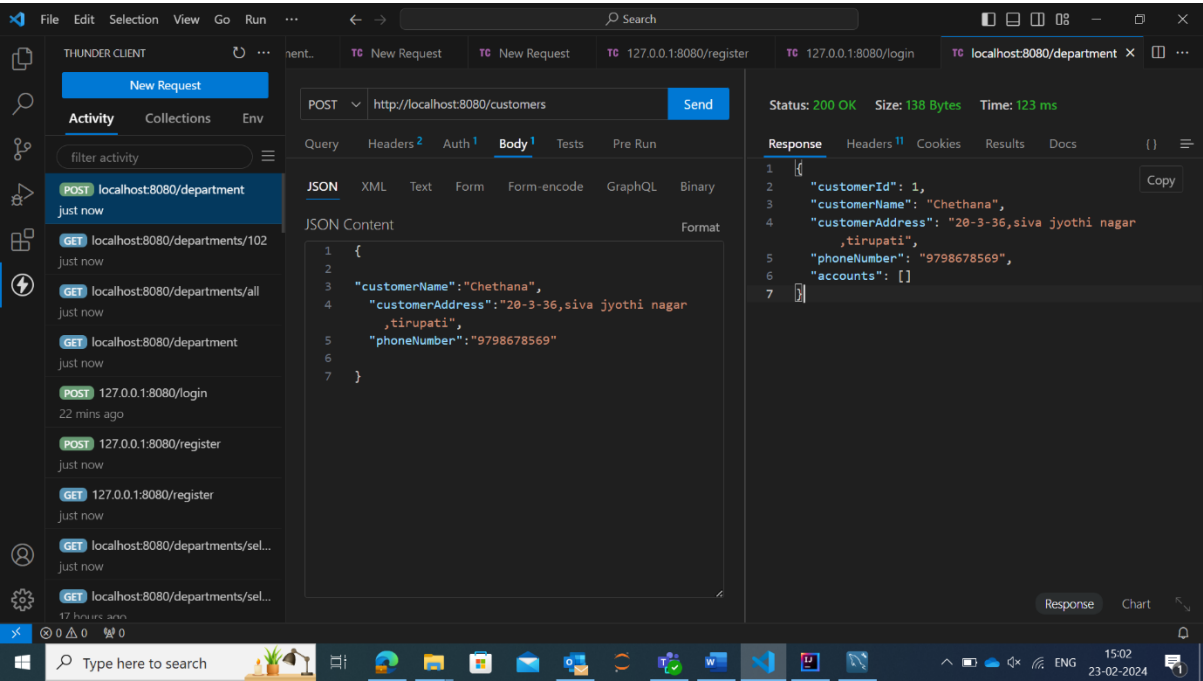 File Edit Selection View Go Run ··· ← → Search
THUNDER CLIENT ···
nent.. TC New Request TC New Request TC 127.0.0.1:8080/register TC 127.0.0.1:8080/login TC localhost:8080/department ×
New Request
Activity Collections Env
filter activity
POST localhost:8080/department
just now
GET localhost:8080/departments/102
just now
GET localhost:8080/departments/all
just now
GET localhost:8080/department
just now
POST 127.0.0.1:8080/login
22 mins ago
POST 127.0.0.1:8080/register
just now
GET 127.0.0.1:8080/register
just now
GET localhost:8080/departments/sel...
just now
GET localhost:8080/departments/sel...
17 hours ago
POST http://localhost:8080/customers Send
Query Headers 2 Auth 1 Body 1 Tests Pre Run
JSON XML Text Form Form-encode GraphQL Binary
JSON Content Format
1 {
2
3 "customerName":"Chethana",
4 "customerAddress":"20-3-36,siva jyothi nagar
,tirupati",
5 "phoneNumber":"9798678569"
6
7 }
Status: 200 OK Size: 138 Bytes Time: 123 ms
Response Headers 11 Cookies Results Docs { }
Copy
1 {
2 "customerId": 1,
3 "customerName": "Chethana",
4 "customerAddress": "20-3-36,siva jyothi nagar
,tirupati",
5 "phoneNumber": "9798678569",
6 "accounts": []
7 }
Response Chart
0 0 0
Type here to search
ENG
15:02
23-02-2024
1